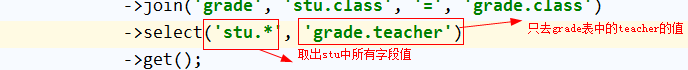 ->join('grade', 'stu.class', '=', 'grade.class')
只去grade表中的teacher的值
->select('stu.*', 'grade.teacher')
->get();
取出stu中所有字段值